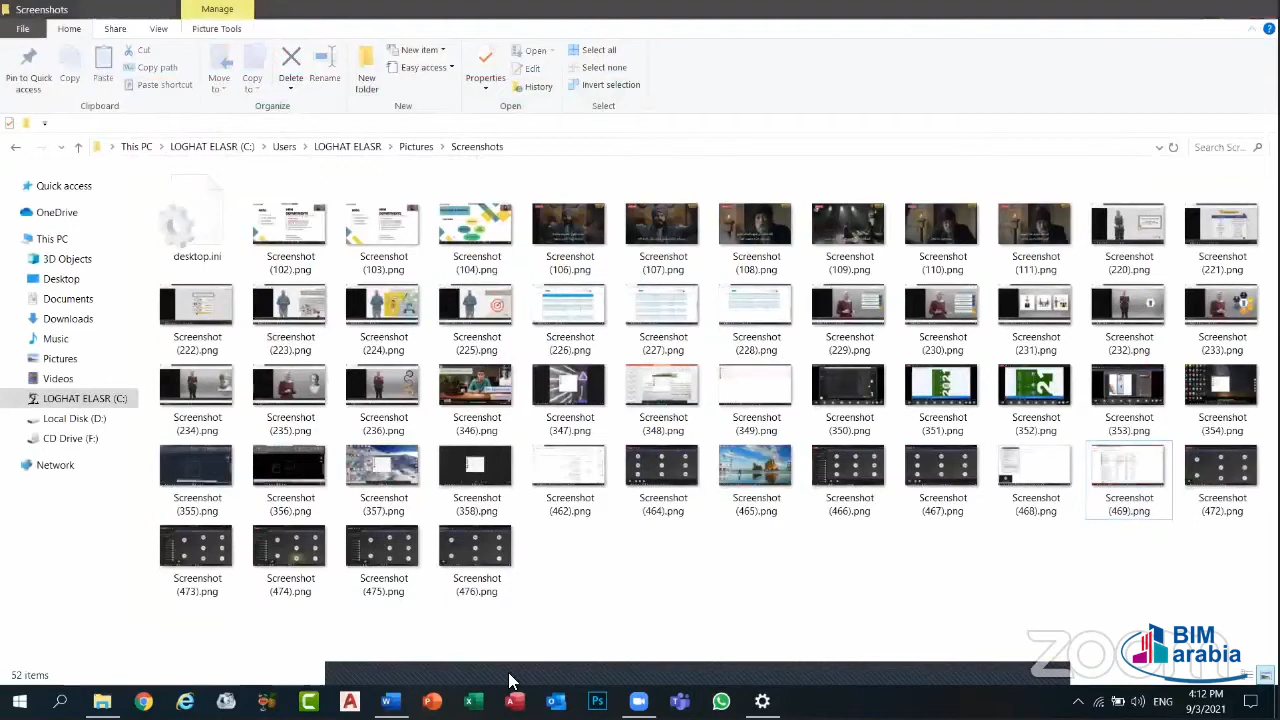 Screenshots
Manage
File
Home
Share
View
Picture Tools
Pin to Quick access
Copy
Paste
Cut
Copy path
Paste shortcut
Clipboard
Move to
Copy to
Delete
Rename
Organize
New folder
New item
Easy access
New
Properties
Open
Edit
History
Open
Select all
Select none
Invert selection
Select
This PC
LOGHAT ELASR (C:)
Users
LOGHAT ELASR
Pictures
Screenshots
Search Scr...
Quick access
OneDrive
This PC
3D Objects
Desktop
Documents
Downloads
Music
Pictures
Videos
LOGHAT ELASR (C:)
Local Disk (D:)
CD Drive (F:)
Network
desktop.ini
Screenshot (102).png
Screenshot (103).png
Screenshot (104).png
Screenshot (106).png
Screenshot (107).png
Screenshot (108).png
Screenshot (109).png
Screenshot (110).png
Screenshot (111).png
Screenshot (220).png
Screenshot (221).png
Screenshot (222).png
Screenshot (223).png
Screenshot (224).png
Screenshot (225).png
Screenshot (226).png
Screenshot (227).png
Screenshot (228).png
Screenshot (229).png
Screenshot (230).png
Screenshot (231).png
Screenshot (232).png
Screenshot (233).png
Screenshot (234).png
Screenshot (235).png
Screenshot (236).png
Screenshot (346).png
Screenshot (347).png
Screenshot (348).png
Screenshot (349).png
Screenshot (350).png
Screenshot (351).png
Screenshot (352).png
Screenshot (353).png
Screenshot (354).png
Screenshot (355).png
Screenshot (356).png
Screenshot (357).png
Screenshot (358).png
Screenshot (462).png
Screenshot (464).png
Screenshot (465).png
Screenshot (466).png
Screenshot (467).png
Screenshot (468).png
Screenshot (469).png
Screenshot (472).png
Screenshot (473).png
Screenshot (474).png
Screenshot (475).png
Screenshot (476).png
zoom
BIM
arabia
52 items
ENG
4:12 PM
9/3/2021